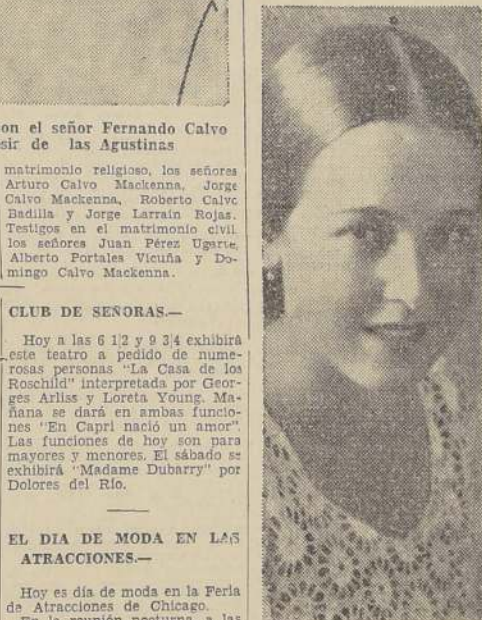 on el señor Fernando Calvo
sir de las Agustinas
matrimonio religioso, los señores
Arturo Calvo Mackenna, Jorge
Calvo Mackenna, Roberto Calvo
Badilla y Jorge Larraín Rojas.
Testigos en el matrimonio civil
los señores Juan Pérez Ugarte,
Alberto Portales Vicuña y Do-
mingo Calvo Mackenna.
CLUB DE SEÑORAS.—
Hoy a las 6 1|2 y 9 3|4 exhibirá
este teatro a pedido de nume-
rosas personas "La Casa de los
Roschild" interpretada por Geor-
ges Arliss y Loreta Young. Ma-
ñana se dará en ambas funcio-
nes "En Capri nació un amor".
Las funciones de hoy son para
mayores y menores. El sábado se
exhibirá "Madame Dubarry" por
Dolores del Río.
EL DIA DE MODA EN LAS
ATRACCIONES.—
Hoy es día de moda en la Feria
de Atracciones de Chicago.
En la reunión nocturna, a las